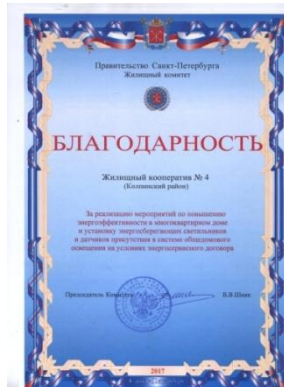 Правительство Санкт-Петербурга
Жилищный комитет
БЛАГОДАРНОСТЬ
Жилищный кооператив № 4
(Колпинский район)
За реализацию мероприятий по повышению
энергоэффективности в многоквартирном доме
и установку энергосберегающих светильников
и датчиков присутствия в системе общедомового
освещения на условиях энергосервисного договора
Председатель Комитета
В.В.Шиян
2017